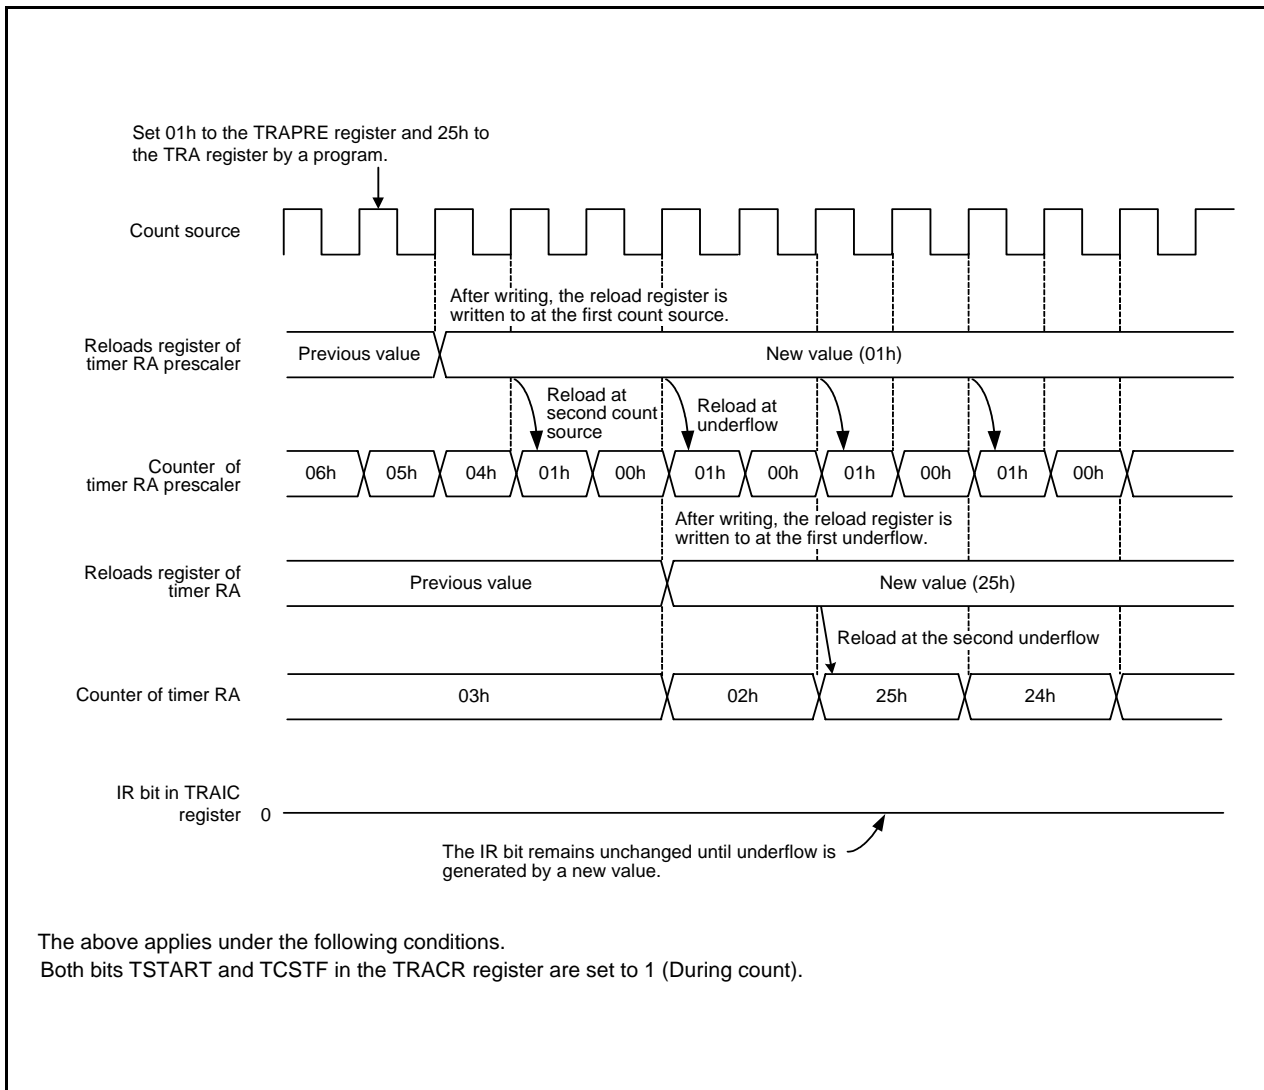 Set 01h to the TRAPRE register and 25h to
the TRA register by a program.
Count source
After writing, the reload register is
written to at the first count source.
Reloads register of
timer RA prescaler
Previous value
New value (01h)
Reload at
second count
source
Reload at
underflow
Counter of
timer RA prescaler
06h 05h 04h 01h 00h 01h 00h 01h 00h 01h 00h
After writing, the reload register is
written to at the first underflow.
Reloads register of
timer RA
Previous value
New value (25h)
Reload at the second underflow
Counter of timer RA
03h 02h 25h 24h
IR bit in TRAIC
register
0
The IR bit remains unchanged until underflow is
generated by a new value.
The above applies under the following conditions.
Both bits TSTART and TCSTF in the TRACR register are set to 1 (During count).